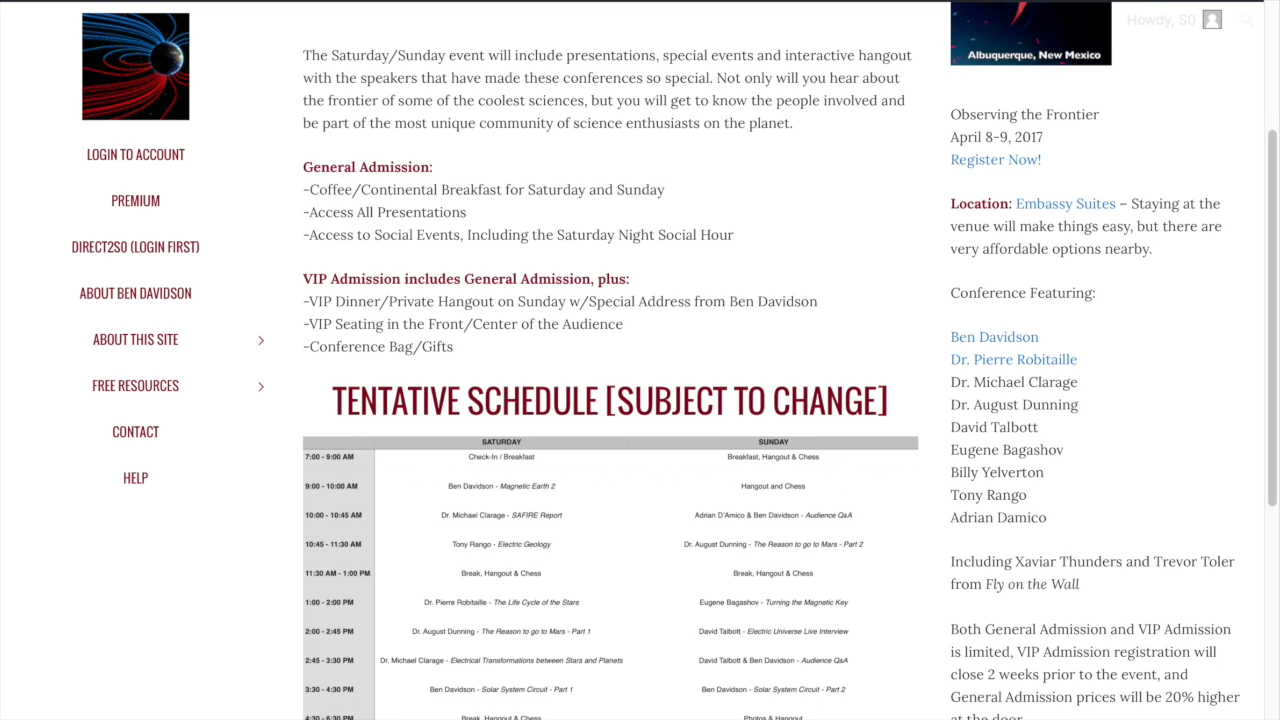 LOGIN TO ACCOUNT
PREMIUM
DIRECT2S0 (LOGIN FIRST)
ABOUT BEN DAVIDSON
ABOUT THIS SITE
FREE RESOURCES
CONTACT
HELP
The Saturday/Sunday event will include presentations, special events and interactive hangout
with the speakers that have made these conferences so special. Not only will you hear about
the frontier of some of the coolest sciences, but you will get to know the people involved and
be part of the most unique community of science enthusiasts on the planet.
General Admission:
-Coffee/Continental Breakfast for Saturday and Sunday
-Access All Presentations
-Access to Social Events, Including the Saturday Night Social Hour
VIP Admission includes General Admission, plus:
-VIP Dinner/Private Hangout on Sunday w/Special Address from Ben Davidson
-VIP Seating in the Front/Center of the Audience
-Conference Bag/Gifts
TENTATIVE SCHEDULE [SUBJECT TO CHANGE]
SATURDAY SUNDAY
7:00 - 9:00 AM Check-In / Breakfast Breakfast, Hangout & Chess
9:00 - 10:00 AM Ben Davidson - Magnetic Earth 2 Hangout and Chess
10:00 - 10:45 AM Dr. Michael Clarage - SAFIRE Report Adrian D'Amico & Ben Davidson - Audience Q&A
10:45 - 11:30 AM Tony Rango - Electric Geology Dr. August Dunning - The Reason to go to Mars - Part 2
11:30 AM - 1:00 PM Break, Hangout & Chess Break, Hangout & Chess
1:00 - 2:00 PM Dr. Pierre Robitaille - The Life Cycle of the Stars Eugene Bagashov - Turning the Magnetic Key
2:00 - 2:45 PM Dr. August Dunning - The Reason to go to Mars - Part 1 David Talbott - Electric Universe Live Interview
2:45 - 3:30 PM Dr. Michael Clarage - Electrical Transformations between Stars and Planets David Talbott & Ben Davidson - Audience Q&A
3:30 - 4:30 PM Ben Davidson - Solar System Circuit - Part 1 Ben Davidson - Solar System Circuit - Part 2
4:30 - 6:30 PM Break, Hangout & Chess Photos & Hangout
Howdy, S0
Albuquerque, New Mexico
Observing the Frontier
April 8-9, 2017
Register Now!
Location: Embassy Suites – Staying at the
venue will make things easy, but there are
very affordable options nearby.
Conference Featuring:
Ben Davidson
Dr. Pierre Robitaille
Dr. Michael Clarage
Dr. August Dunning
David Talbott
Eugene Bagashov
Billy Yelverton
Tony Rango
Adrian Damico
Including Xaviar Thunders and Trevor Toler
from Fly on the Wall
Both General Admission and VIP Admission
is limited, VIP Admission registration will
close 2 weeks prior to the event, and
General Admission prices will be 20% higher
at the door